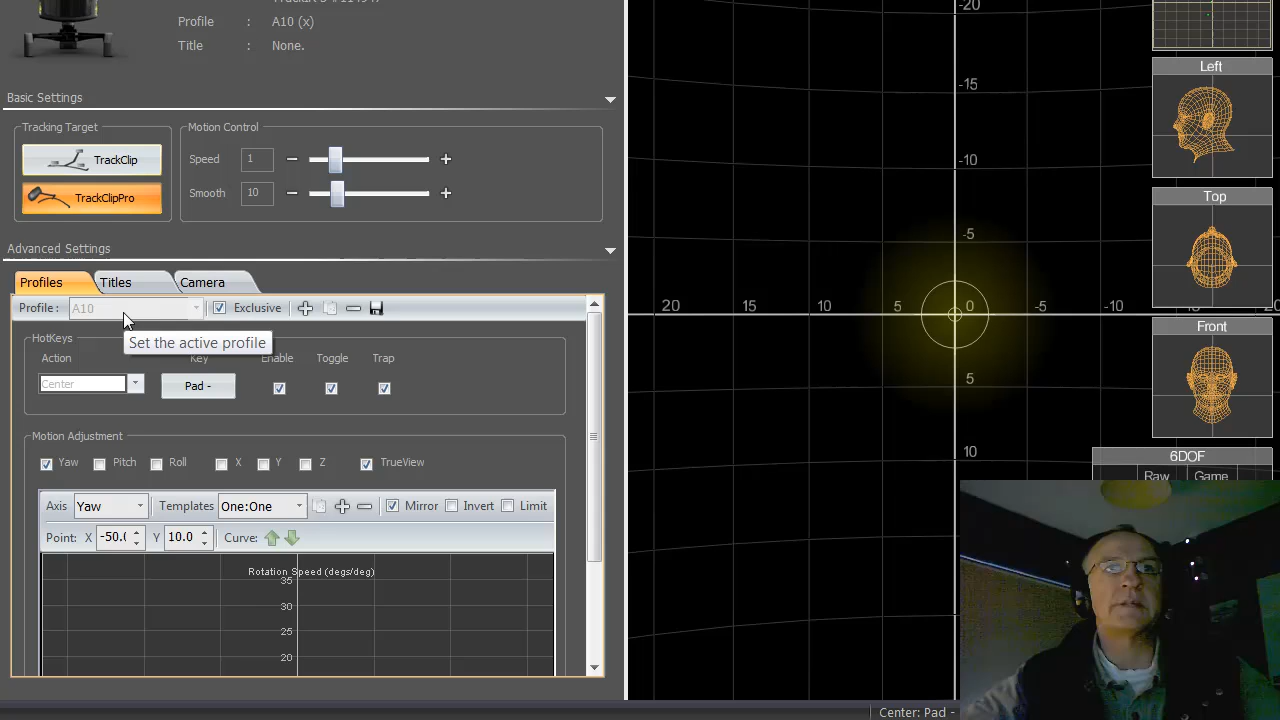 Profile : A10 (x)
Title : None.
Basic Settings
Tracking Target
TrackClip
TrackClipPro
Motion Control
Speed 1 − +
Smooth 10 − +
Advanced Settings
Profiles Titles Camera
Profile : A10 Exclusive
Set the active profile
HotKeys
Action Key Enable Toggle Trap
Center Pad -
Motion Adjustment
Yaw Pitch Roll X Y Z TrueView
Axis Yaw Templates One:One Mirror Invert Limit
Point: X -50.0 Y 10.0 Curve:
Rotation Speed (degs/deg)
35
30
25
20
-20
-15
-10
-5
20 15 10 5 0 -5 -10 -15
5
10
Left
Top
Front
6DOF
Raw Game
Center: Pad -